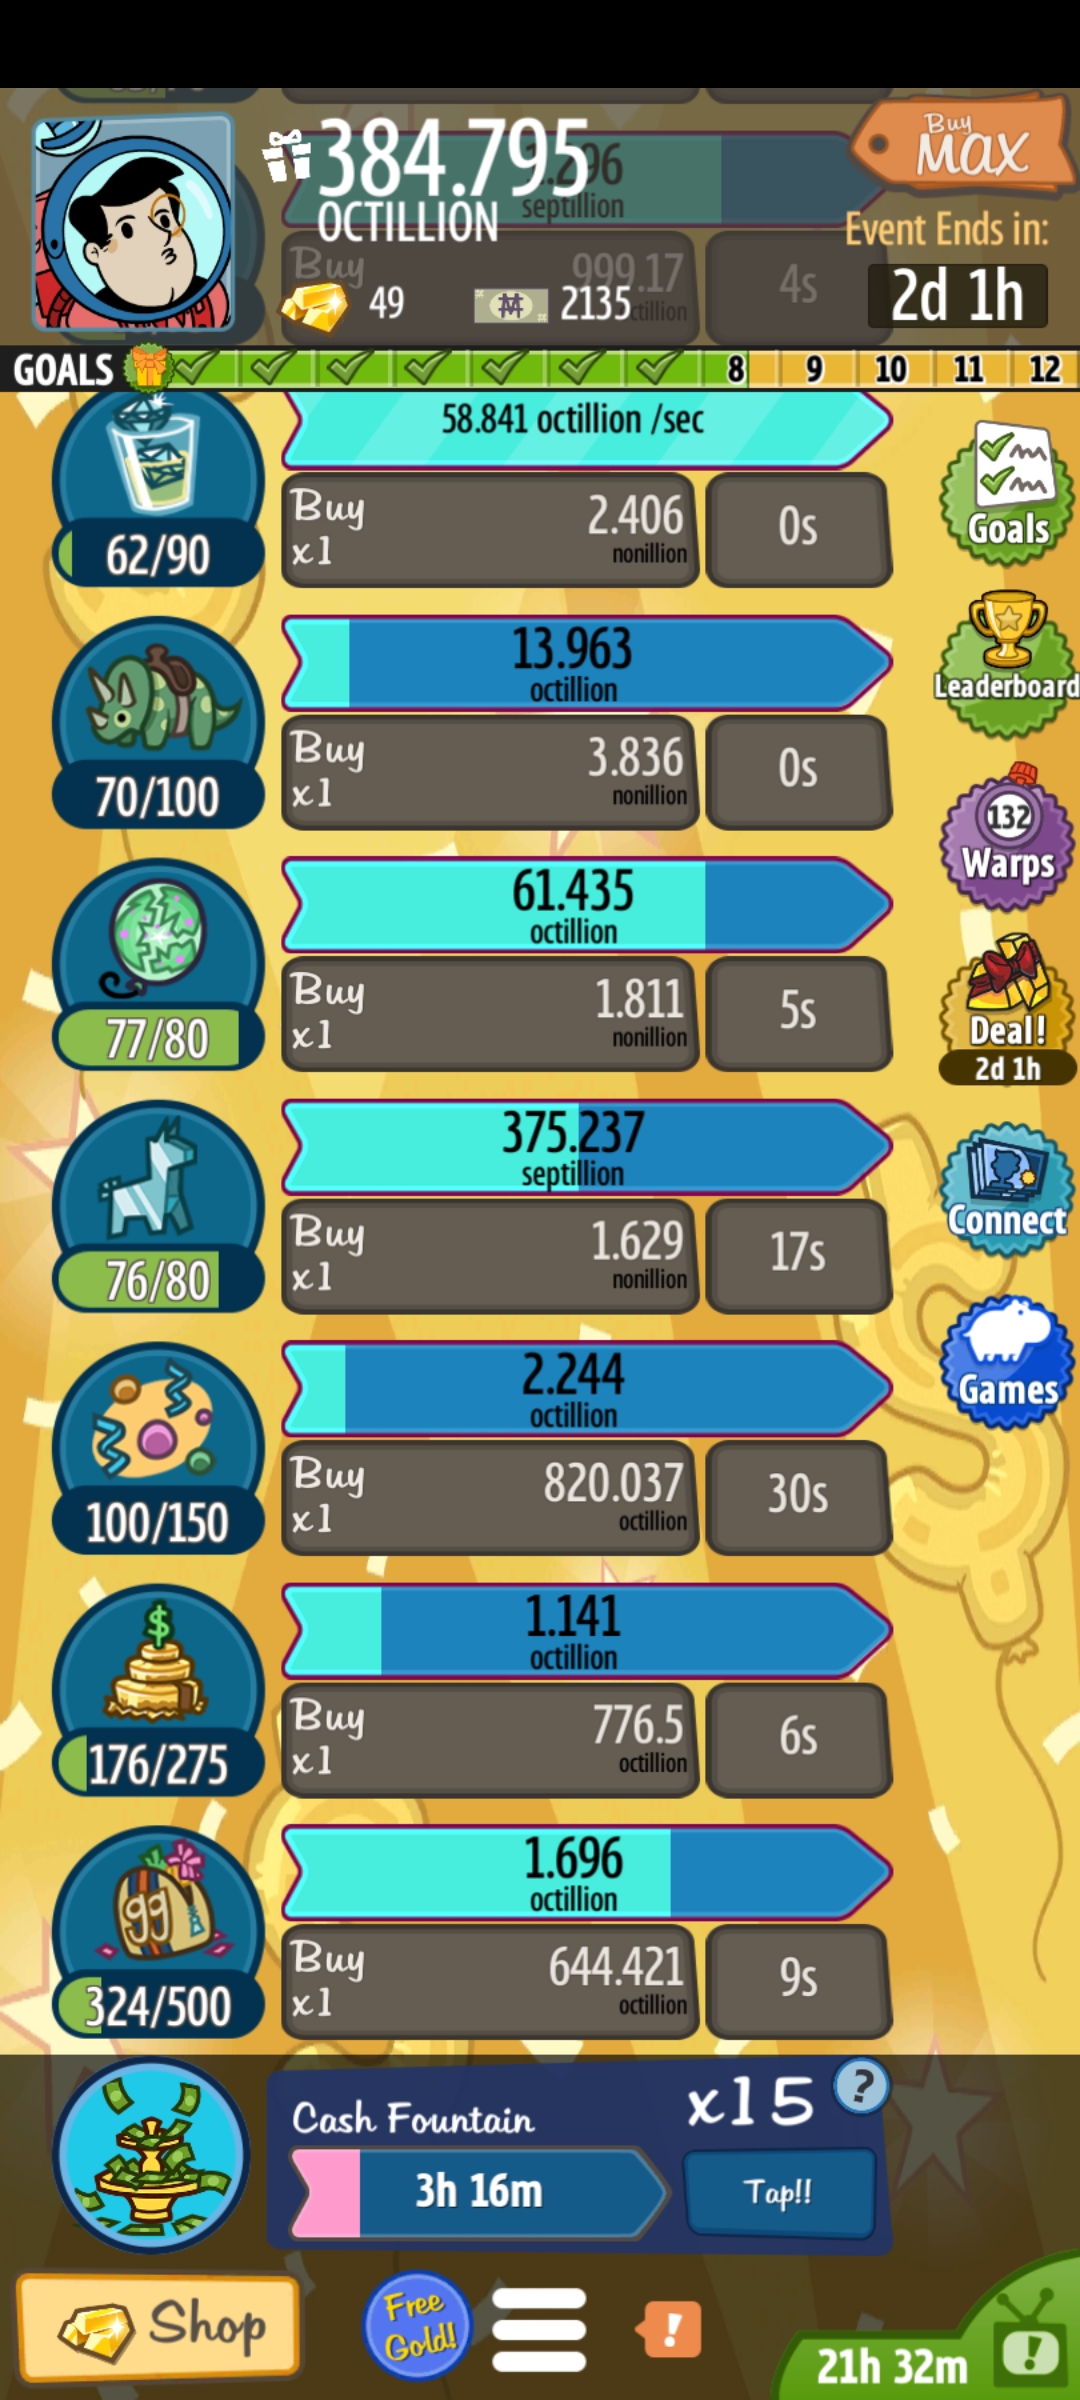 384.795
OCTILLION
Buy
MAX
1.296
septillion
Event Ends in:
2d 1h
Buy
999.17
4s
49
2135
GOALS
8
9
10
11
12
58.841 octillion /sec
62/90
Buy
x1
2.406
nonillion
0s
Goals
13.963
octillion
70/100
Buy
x1
3.836
nonillion
0s
Leaderboard
61.435
octillion
77/80
Buy
x1
1.811
nonillion
5s
132
Warps
Deal!
2d 1h
375.237
septillion
76/80
Buy
x1
1.629
nonillion
17s
Connect
2.244
octillion
100/150
Buy
x1
820.037
octillion
30s
Games
$
1.141
octillion
176/275
Buy
x1
776.5
octillion
6s
99
1.696
octillion
324/500
Buy
x1
644.421
octillion
9s
Cash Fountain
x15
?
3h 16m
Tap!!
Shop
Free
Gold!
!
21h 32m
!